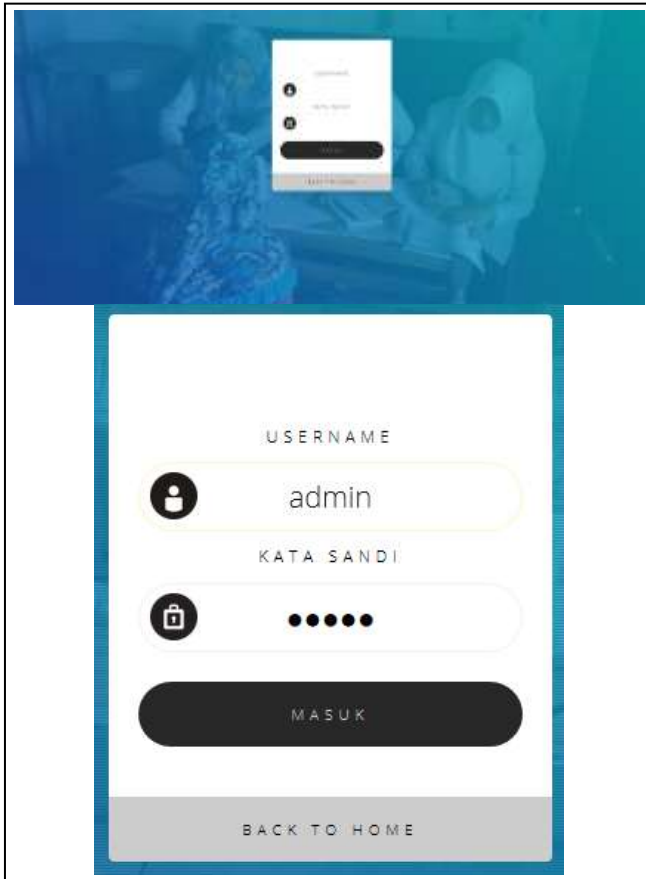 USERNAME
admin
KATA SANDI
●●●●●
MASUK
BACK TO HOME